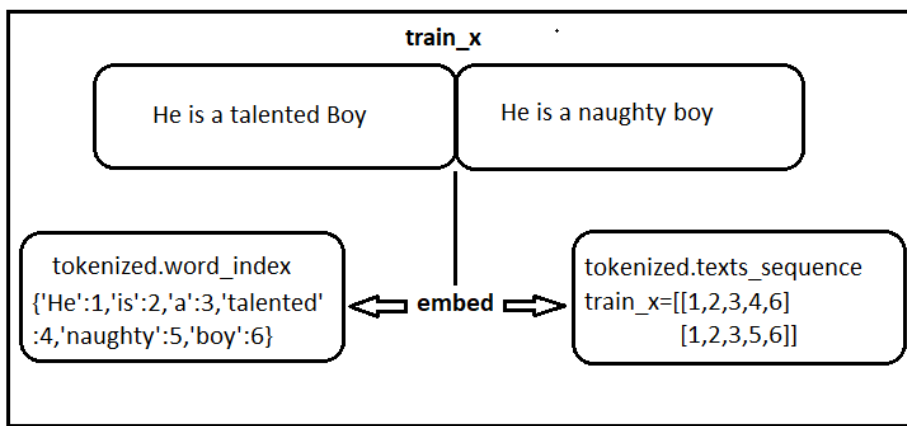 train_x
He is a talented Boy
He is a naughty boy
tokenized.word_index
{'He':1,'is':2,'a':3,'talented'
:4,'naughty':5,'boy':6}
embed
tokenized.texts_sequence
train_x=[[1,2,3,4,6]
[1,2,3,5,6]]